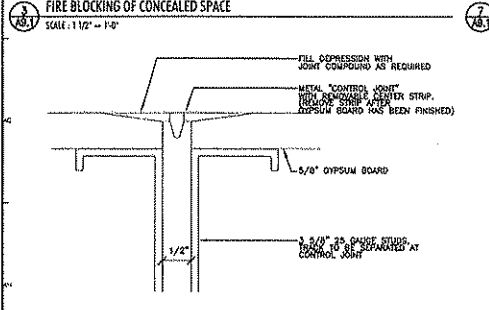 3
A9.1
FIRE BLOCKING OF CONCEALED SPACE
SCALE: 1 1/2" = 1'-0"
7
A9.1
FILL DEPRESSION WITH
JOINT COMPOUND AS REQUIRED
METAL "CONTROL JOINT"
WITH REMOVABLE CENTER STRIP.
(REMOVE STRIP AFTER
GYPSUM BOARD HAS BEEN FINISHED)
5/8" GYPSUM BOARD
3 5/8" 25 GAUGE STUDS.
TRACK TO BE SEPARATED AT
CONTROL JOINT
1/2"